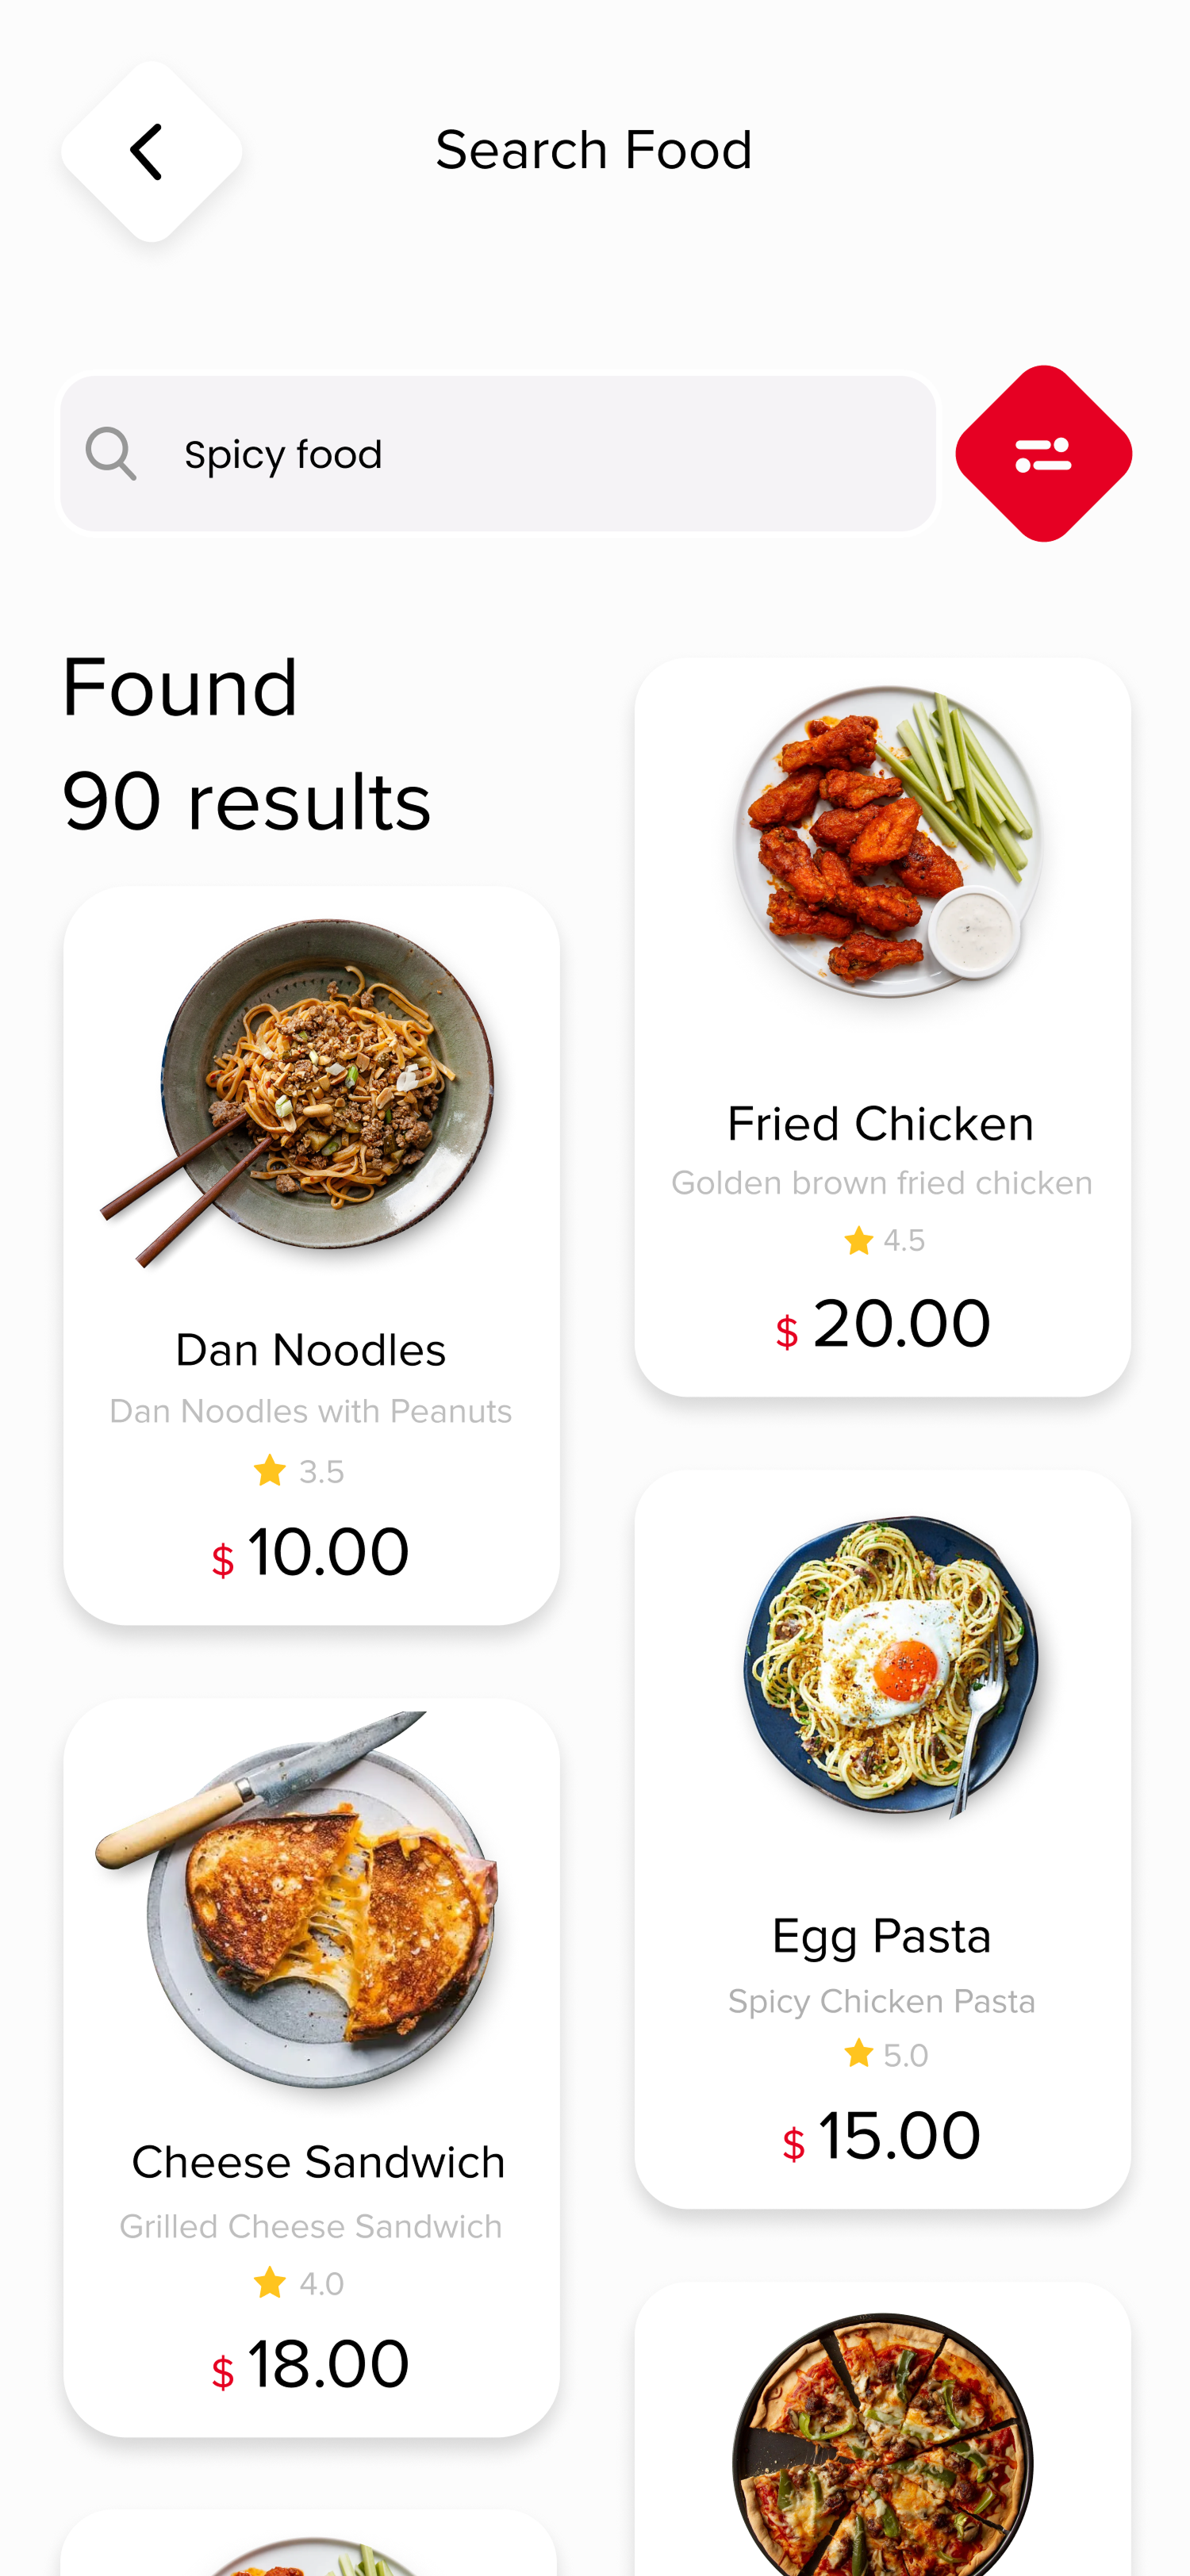 Search Food
Spicy food
Found
90 results
Fried Chicken
Golden brown fried chicken
4.5
$ 20.00
Dan Noodles
Dan Noodles with Peanuts
3.5
$ 10.00
Egg Pasta
Spicy Chicken Pasta
5.0
$ 15.00
Cheese Sandwich
Grilled Cheese Sandwich
4.0
$ 18.00